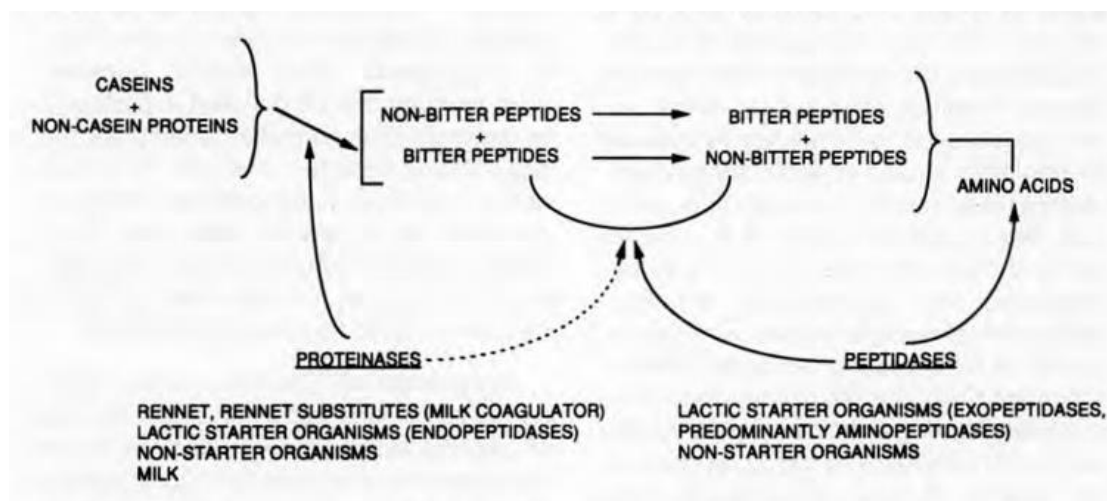 CASEINS
+
NON-CASEIN PROTEINS
NON-BITTER PEPTIDES
+
BITTER PEPTIDES
BITTER PEPTIDES
+
NON-BITTER PEPTIDES
AMINO ACIDS
PROTEINASES
RENNET, RENNET SUBSTITUTES (MILK COAGULATOR)
LACTIC STARTER ORGANISMS (ENDOPEPTIDASES)
NON-STARTER ORGANISMS
MILK
PEPTIDASES
LACTIC STARTER ORGANISMS (EXOPEPTIDASES,
PREDOMINANTLY AMINOPEPTIDASES)
NON-STARTER ORGANISMS